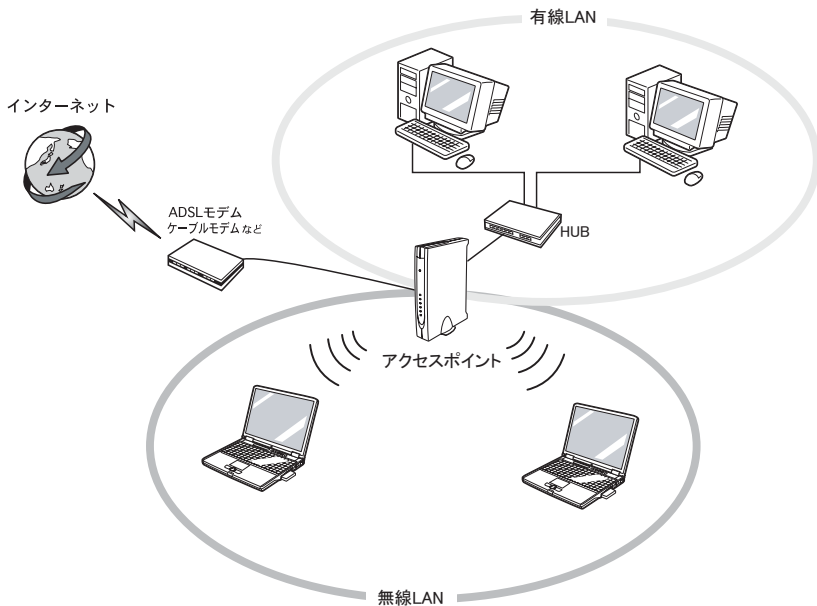 有線LAN
インターネット
ADSLモデム
ケーブルモデム など
HUB
アクセスポイント
無線LAN